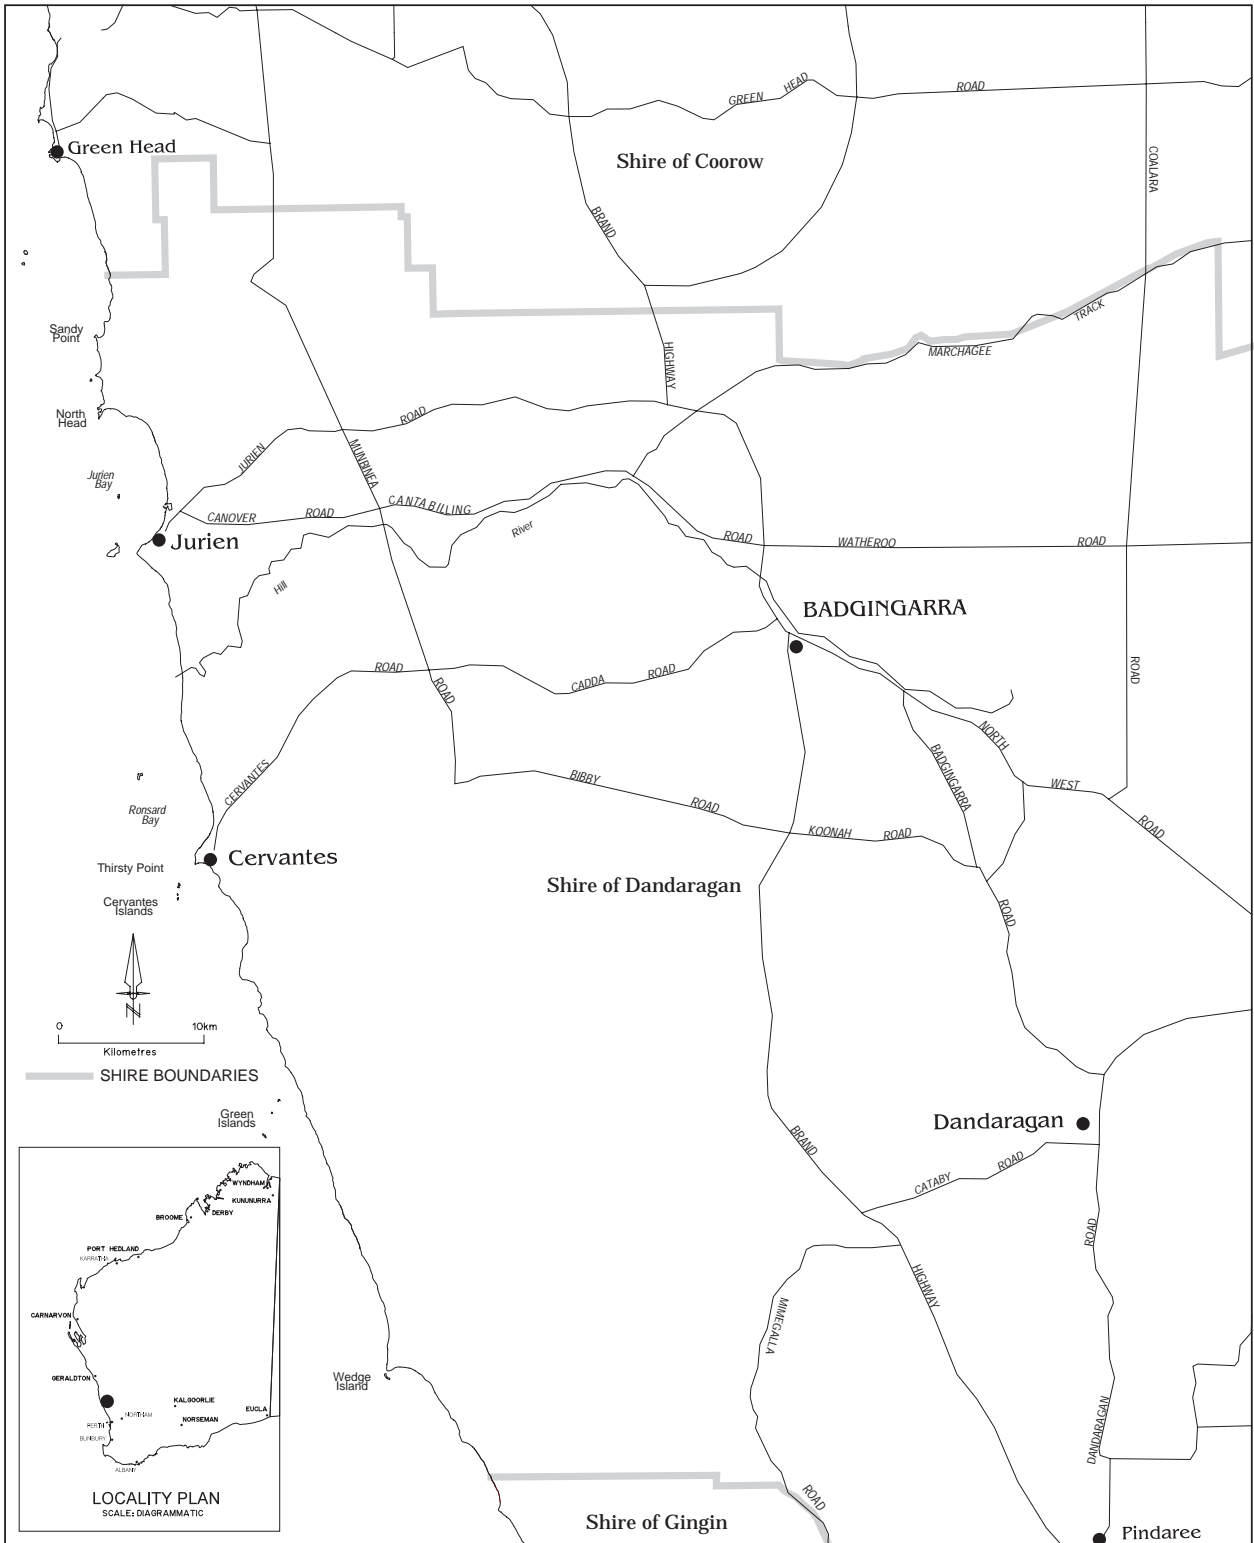 GREEN
HEAD
ROAD
Green Head
Shire of Coorow
COALARA
BRAND
TRACK
MARCHAGEE
Sandy
Point
HIGHWAY
North
Head
ROAD
JURIEN
MUNBINEA
Jurien
Bay
CANTABILLING
CANOVER
ROAD
River
ROAD
WATHEROO
ROAD
Jurien
Hill
BADGINGARRA
ROAD
CADDA
ROAD
ROAD
ROAD
NORTH
BADGINGARRA
WEST
ROAD
CERVANTES
BIBBY
ROAD
KOONAH
ROAD
Ronsard
Bay
Cervantes
Thirsty Point
Shire of Dandaragan
Cervantes
Islands
ROAD
N
0
10km
Kilometres
SHIRE BOUNDARIES
Green
Islands
Dandaragan
BRAND
ROAD
CATABY
ROAD
HIGHWAY
MIMEGALLA
Wedge
Island
DANDARAGAN
ROAD
Shire of Gingin
Pindaree
WYNDHAM
KUNUNURRA
DERBY
BROOME
PORT HEDLAND
KARRATHA
CARNARVON
GERALDTON
KALGOORLIE
EUCLA
NORTHAM
PERTH
NORSEMAN
BUNBURY
ALBANY
LOCALITY PLAN
SCALE: DIAGRAMMATIC